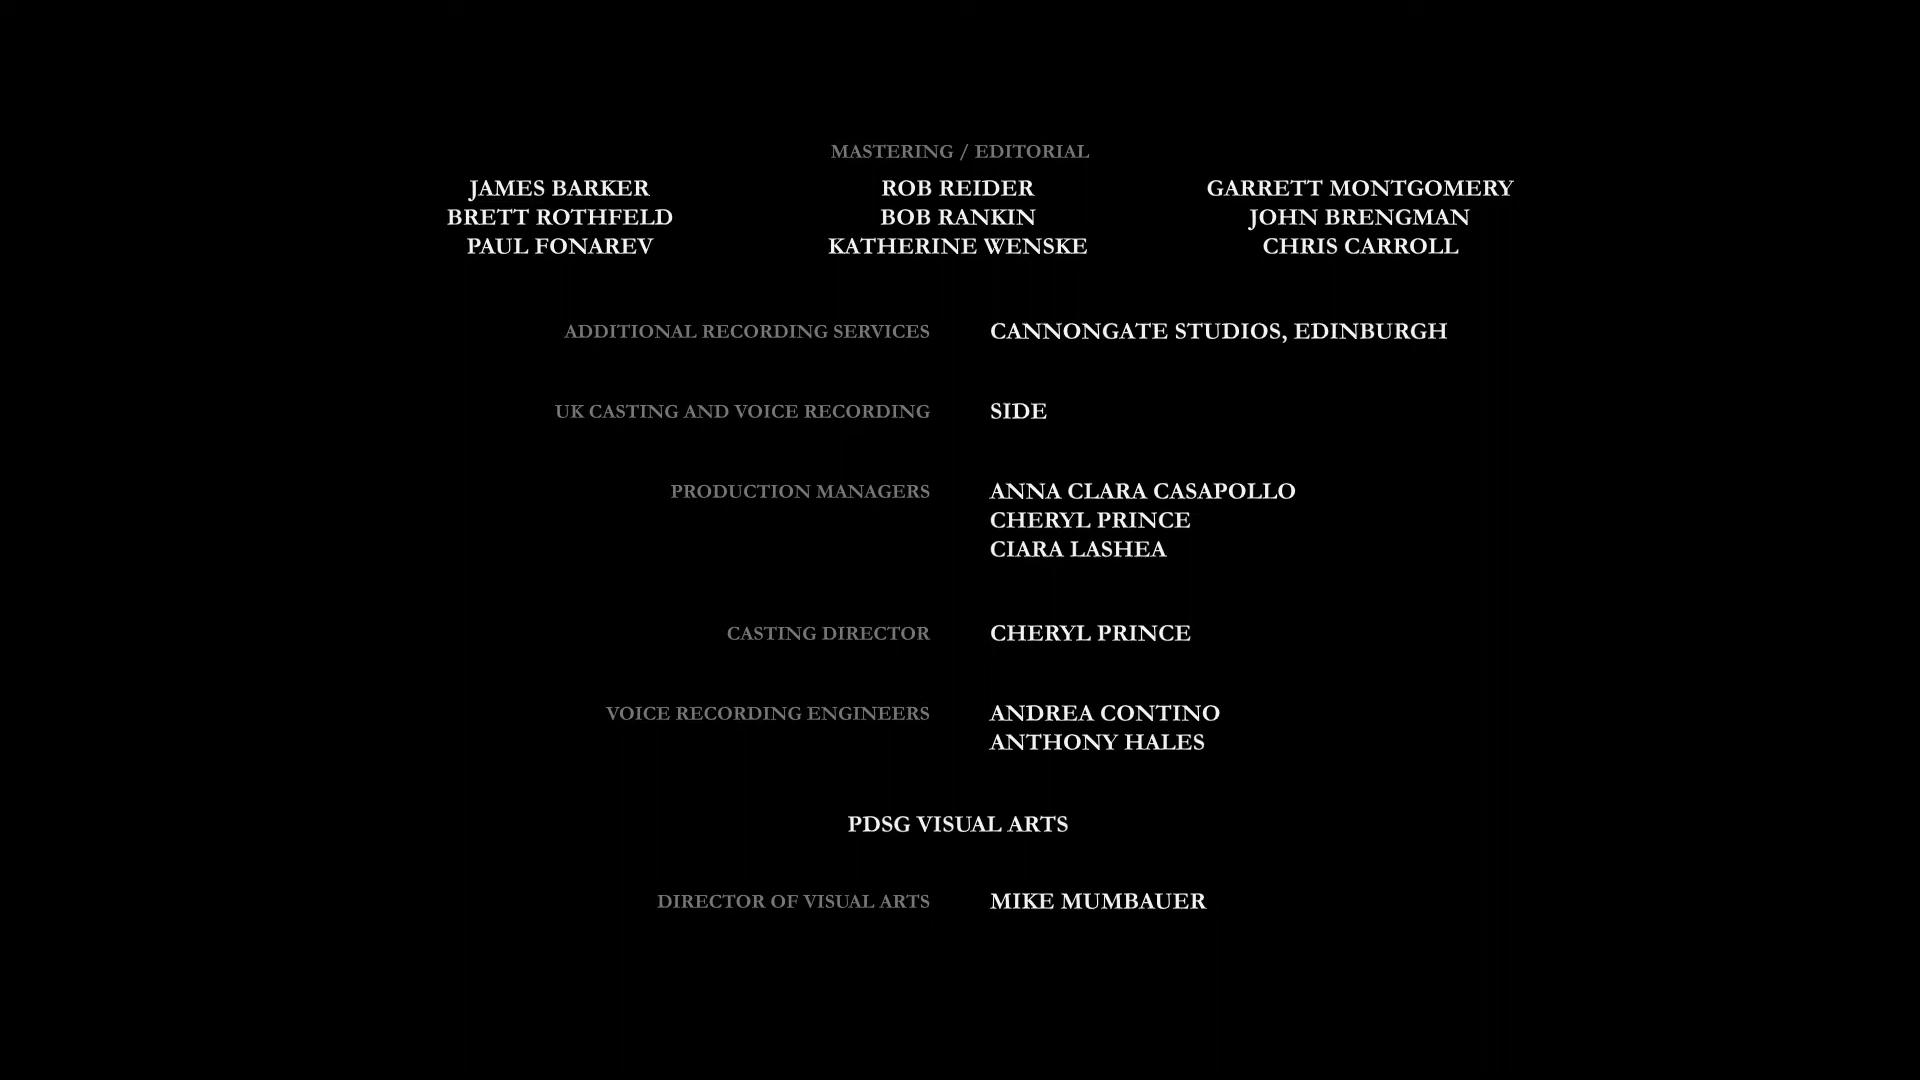 MASTERING / EDITORIAL
JAMES BARKER ROB REIDER GARRETT MONTGOMERY
BRETT ROTHFELD BOB RANKIN JOHN BRENGMAN
PAUL FONAREV KATHERINE WENSKE CHRIS CARROLL
ADDITIONAL RECORDING SERVICES CANNONGATE STUDIOS, EDINBURGH
UK CASTING AND VOICE RECORDING SIDE
PRODUCTION MANAGERS ANNA CLARA CASAPOLLO
CHERYL PRINCE
CIARA LASHEA
CASTING DIRECTOR CHERYL PRINCE
VOICE RECORDING ENGINEERS ANDREA CONTINO
ANTHONY HALES
PDSG VISUAL ARTS
DIRECTOR OF VISUAL ARTS MIKE MUMBAUER